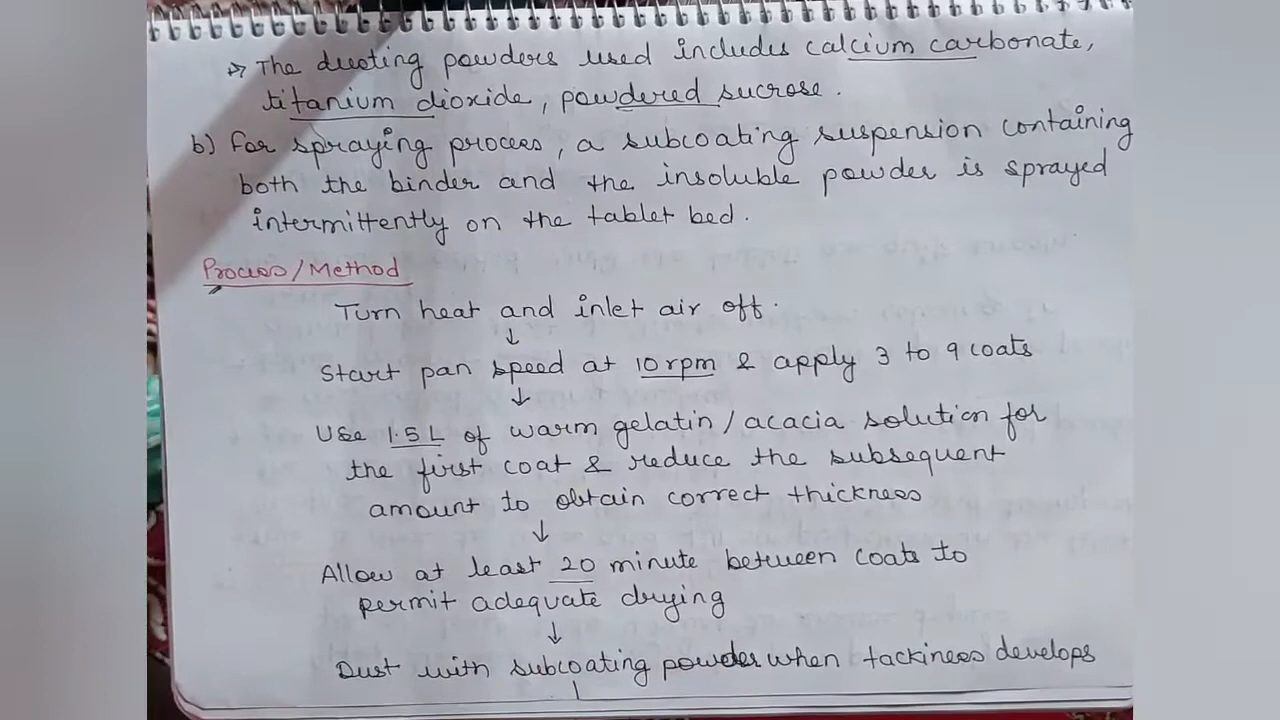 → The dusting powders used includes calcium carbonate,
titanium dioxide, powdered sucrose.
b) For spraying process, a subcoating suspension containing
both the binder and the insoluble powder is sprayed
intermittently on the tablet bed.
Process/Method
Turn heat and inlet air off.
↓
Start pan speed at 10 rpm & apply 3 to 9 coats
↓
Use 1.5 L of warm gelatin / acacia solution for
the first coat & reduce the subsequent
amount to obtain correct thickness
↓
Allow at least 20 minute between coats to
permit adequate drying
↓
Dust with subcoating powder when tackiness develops